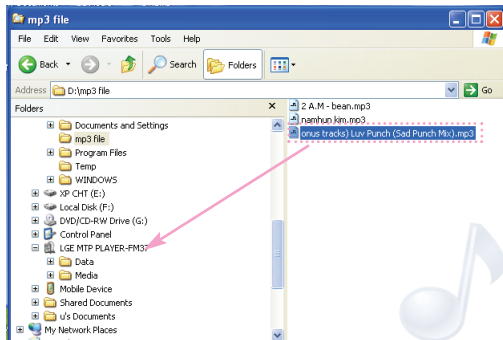 mp3 file
File Edit View Favorites Tools Help
Back Search Folders
Address D:\mp3 file Go
Folders
Documents and Settings
mp3 file
Program Files
Temp
WINDOWS
XP CHT (E:)
Local Disk (F:)
DVD/CD-RW Drive (G:)
Control Panel
LGE MTP PLAYER-FM37
Data
Media
Mobile Device
Shared Documents
u's Documents
My Network Places
2 A.M - bean.mp3
namhun kim.mp3
onus tracks) Luv Punch (Sad Punch Mix).mp3